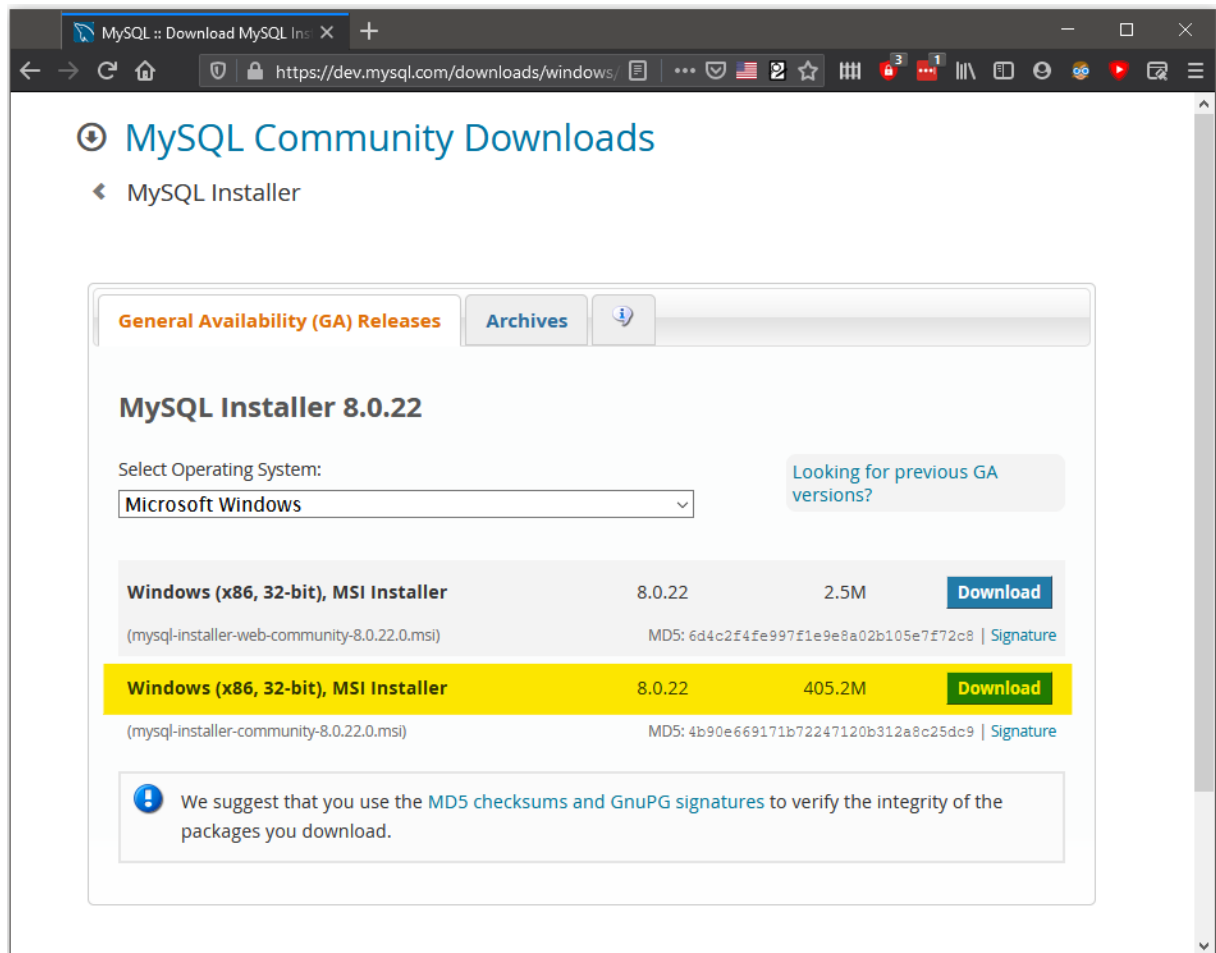 MySQL :: Download MySQL Ins
https://dev.mysql.com/downloads/windows/
3
1
MySQL Community Downloads
MySQL Installer
General Availability (GA) Releases
Archives
MySQL Installer 8.0.22
Select Operating System:
Looking for previous GA
versions?
Microsoft Windows
Windows (x86, 32-bit), MSI Installer 8.0.22 2.5M Download
(mysql-installer-web-community-8.0.22.0.msi) MD5: 6d4c2f4fe997f1e9e8a02b105e7f72c8 | Signature
Windows (x86, 32-bit), MSI Installer 8.0.22 405.2M Download
(mysql-installer-community-8.0.22.0.msi) MD5: 4b90e669171b72247120b312a8c25dc9 | Signature
We suggest that you use the MD5 checksums and GnuPG signatures to verify the integrity of the
packages you download.